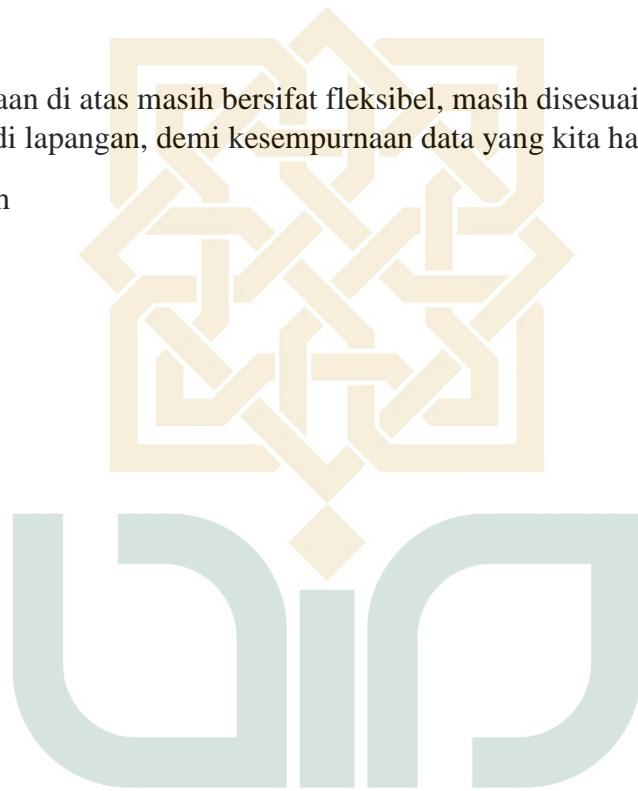 aan di atas masih bersifat fleksibel, masih disesuai
di lapangan, demi kesempurnaan data yang kita ha
n